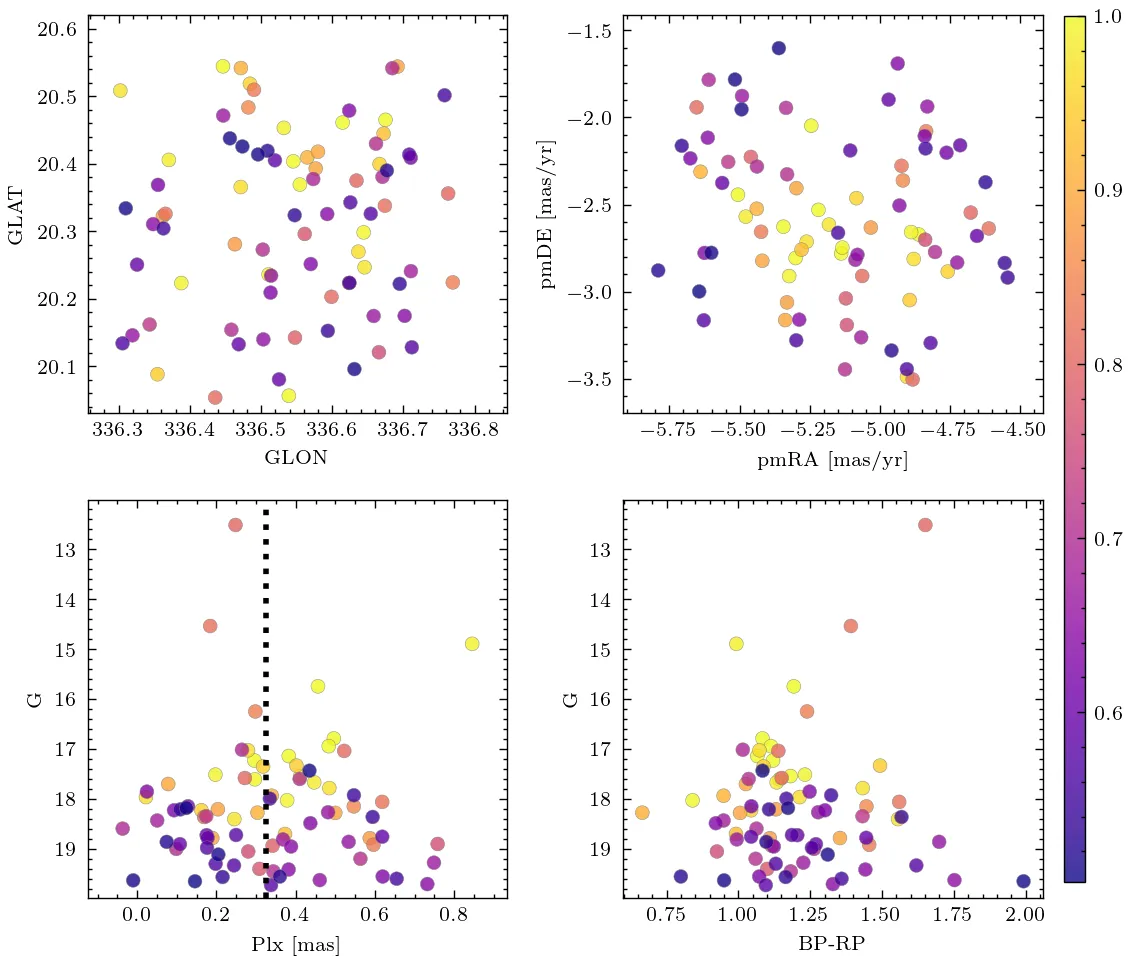 20.6
20.5
20.4
20.3
20.2
20.1
GLAT
336.3 336.4 336.5 336.6 336.7 336.8
GLON
−1.5
−2.0
−2.5
−3.0
−3.5
pmDE [mas/yr]
−5.75 −5.50 −5.25 −5.00 −4.75 −4.50
pmRA [mas/yr]
1.0
0.9
0.8
0.7
0.6
13
14
15
16
17
18
19
G
0.0 0.2 0.4 0.6 0.8
Plx [mas]
13
14
15
16
17
18
19
G
0.75 1.00 1.25 1.50 1.75 2.00
BP-RP